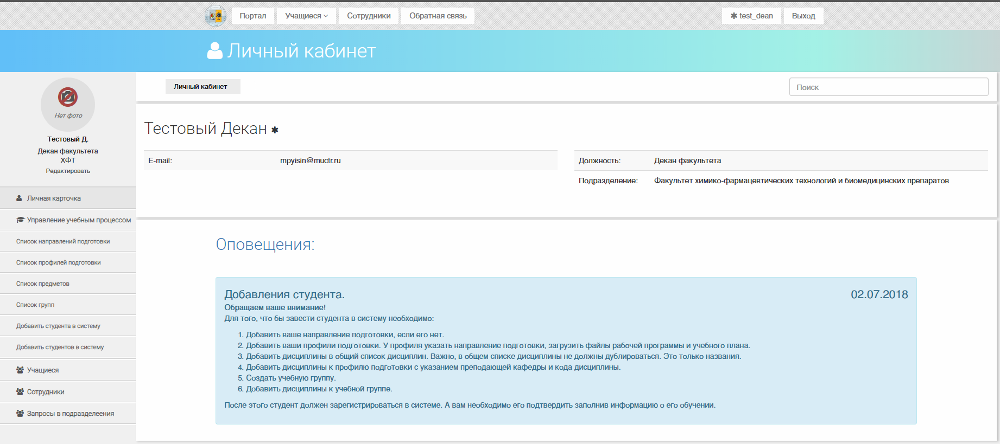 Портал
Учащиеся
Сотрудники
Обратная связь
✱ test_dean
Выход
Личный кабинет
Нет фото
Тестовый Д.
Декан факультета
ХФТ
Редактировать
Личная карточка
Управление учебным процессом
Список направлений подготовки
Список профилей подготовки
Список предметов
Список групп
Добавить студента в систему
Добавить студентов в систему
Учащиеся
Сотрудники
Запросы в подразделеения
Личный кабинет
Поиск
Тестовый Декан ✱
E-mail: mpyisin@muctr.ru
Должность: Декан факультета
Подразделение: Факультет химико-фармацевтических технологий и биомедицинских препаратов
Оповещения:
Добавления студента. 02.07.2018
Обращаем ваше внимание!
Для того, что бы завести студента в систему необходимо:
1. Добавить ваше направление подготовки, если его нет.
2. Добавить ваши профили подготовки. У профиля указать направление подготовки, загрузить файлы рабочей программы и учебного плана.
3. Добавить дисциплины в общий список дисциплин. Важно, в общем списке дисциплины не должны дублироваться. Это только названия.
4. Добавить дисциплины к профилю подготовки с указанием преподающей кафедры и кода дисциплины.
5. Создать учебную группу.
6. Добавить дисциплины к учебной группе.
После этого студент должен зарегистрироваться в системе. А вам необходимо его подтвердить заполнив информацию о его обучении.